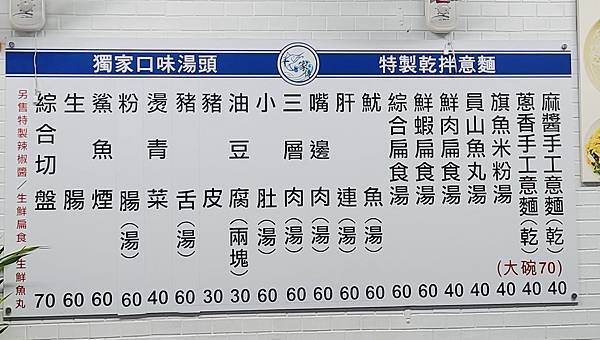 獨家口味湯頭
特製乾拌意麵
麻醬手工意麵(乾) 40
蔥香手工意麵(乾) 40
(大碗70)
旗魚米粉湯 40
員山魚丸湯 40
鮮肉扁食湯 40
鮮蝦扁食湯 60
綜合扁食湯 60
魷魚(湯) 60
肝連(湯) 60
嘴邊肉(湯) 60
三層肉(湯) 60
小肚(湯) 60
油豆腐(兩塊) 30
豬皮 30
豬舌(湯) 60
燙青菜 40
粉腸(湯) 60
鯊魚煙 60
生腸 60
綜合切盤 70
另售特製辣椒醬/生鮮扁食/生鮮魚丸